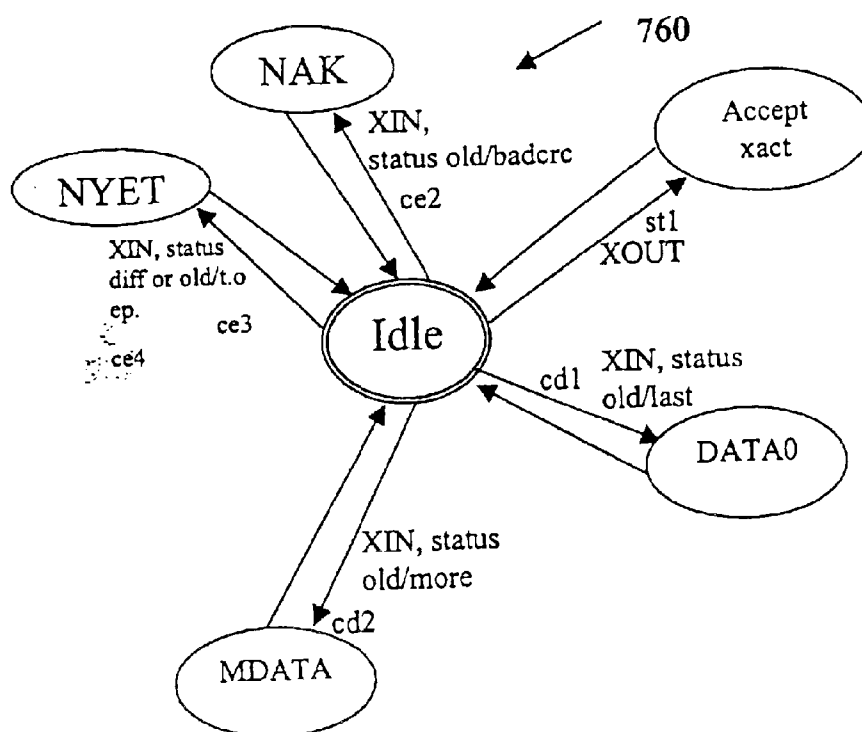 760
NAK
Accept
xact
XIN,
status old/badcrc
ce2
NYET
st1
XOUT
XIN, status
diff or old/t.o
ep.
ce3
ce4
Idle
cd1
XIN, status
old/last
DATA0
XIN, status
old/more
cd2
MDATA